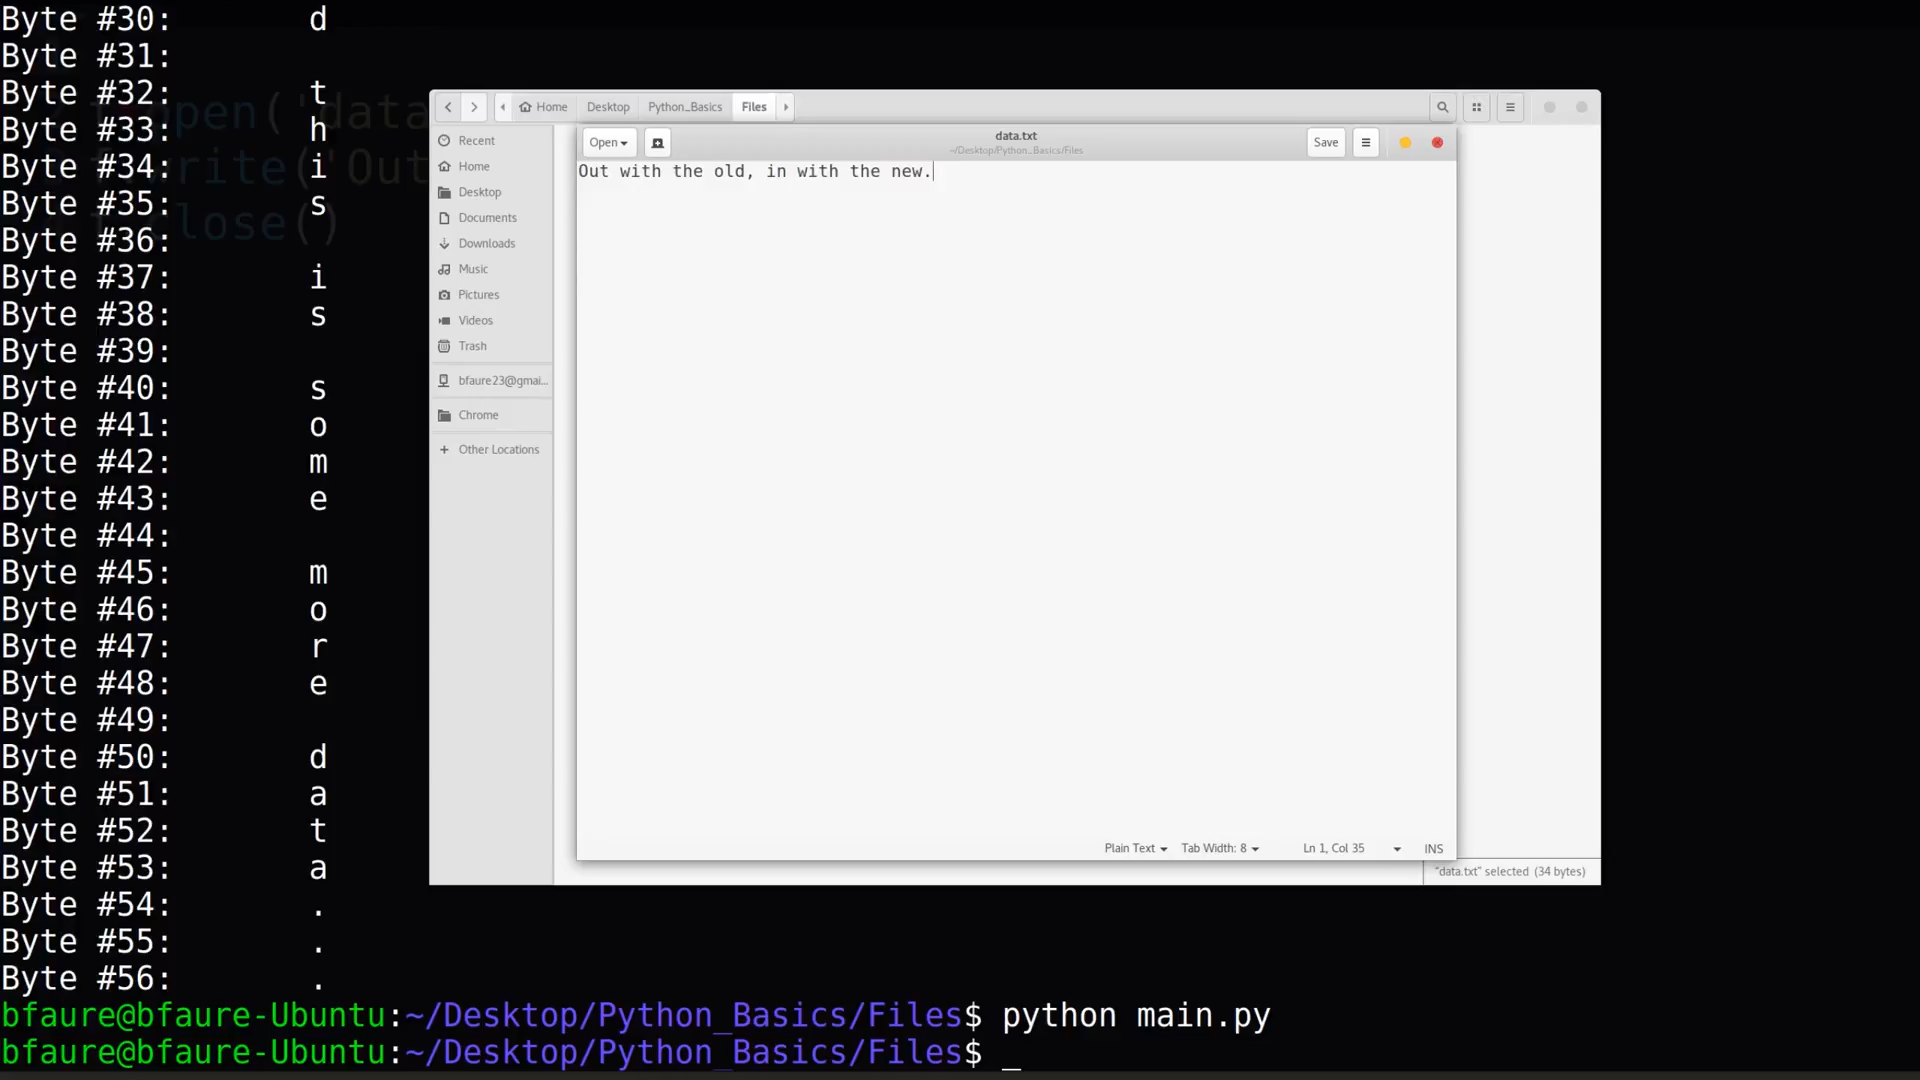 Byte #30: d
Byte #31:
Byte #32: t
Byte #33: h
Byte #34: i
Byte #35: s
Byte #36:
Byte #37: i
Byte #38: s
Byte #39:
Byte #40: s
Byte #41: o
Byte #42: m
Byte #43: e
Byte #44:
Byte #45: m
Byte #46: o
Byte #47: r
Byte #48: e
Byte #49:
Byte #50: d
Byte #51: a
Byte #52: t
Byte #53: a
Byte #54: .
Byte #55: .
Byte #56: .
bfaure@bfaure-Ubuntu:~/Desktop/Python_Basics/Files$ python main.py
bfaure@bfaure-Ubuntu:~/Desktop/Python_Basics/Files$ _
open('data
write('Out
close()
Home Desktop Python_Basics Files
Recent
Home
Desktop
Documents
Downloads
Music
Pictures
Videos
Trash
bfaure23@gmai...
Chrome
+ Other Locations
Open
data.txt
~/Desktop/Python_Basics/Files
Save
Out with the old, in with the new.
Plain Text Tab Width: 8 Ln 1, Col 35 INS
"data.txt" selected (34 bytes)